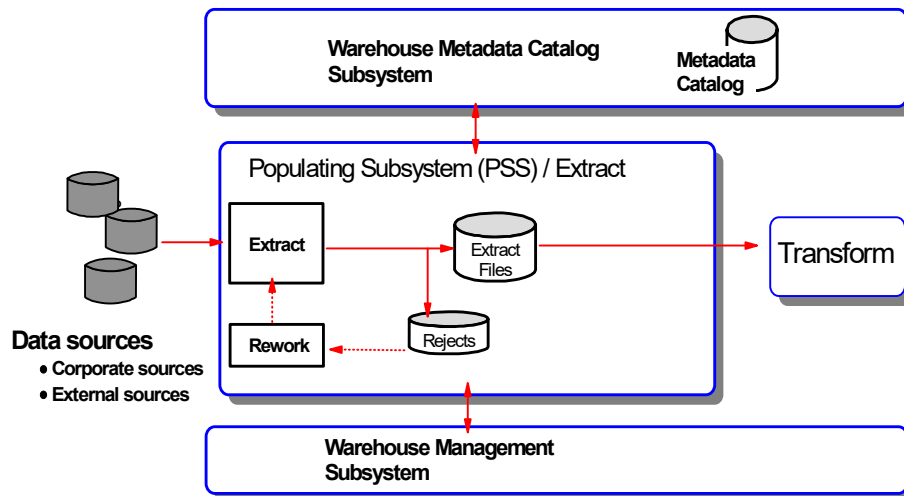 Warehouse Metadata Catalog
Subsystem
Metadata
Catalog
Populating Subsystem (PSS) / Extract
Extract
Extract
Files
Transform
Rework
Rejects
Data sources
• Corporate sources
• External sources
Warehouse Management
Subsystem